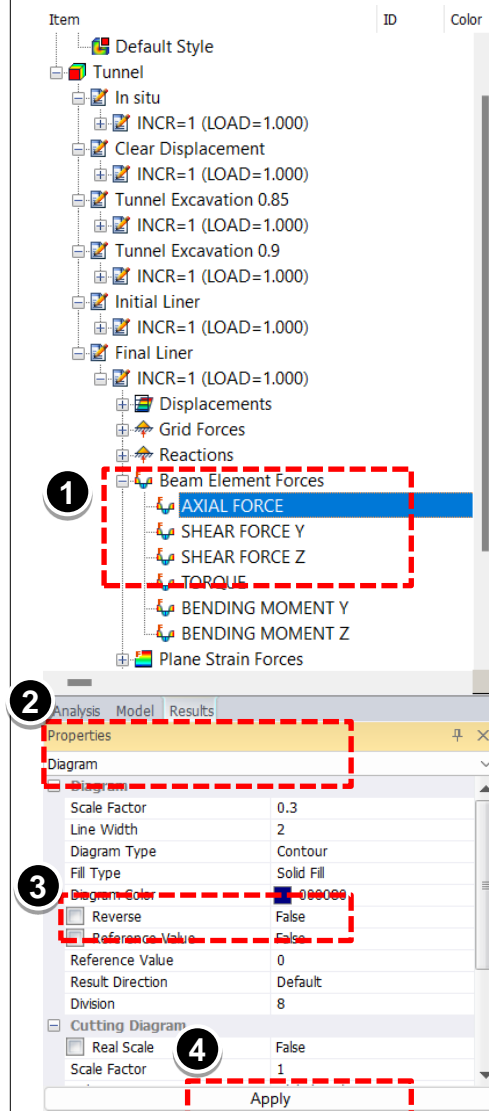 Item ID Color
Default Style
Tunnel
In situ
INCR=1 (LOAD=1.000)
Clear Displacement
INCR=1 (LOAD=1.000)
Tunnel Excavation 0.85
INCR=1 (LOAD=1.000)
Tunnel Excavation 0.9
INCR=1 (LOAD=1.000)
Initial Liner
INCR=1 (LOAD=1.000)
Final Liner
INCR=1 (LOAD=1.000)
Displacements
Grid Forces
Reactions
1 Beam Element Forces
AXIAL FORCE
SHEAR FORCE Y
SHEAR FORCE Z
TORQUE
BENDING MOMENT Y
BENDING MOMENT Z
Plane Strain Forces
2
Analysis Model Results
Properties
Diagram
Diagram
Scale Factor 0.3
Line Width 2
Diagram Type Contour
Fill Type Solid Fill
3 Diagram Color 000080
Reverse False
Reference Value False
Reference Value 0
Result Direction Default
Division 8
Cutting Diagram
Real Scale 4 False
Scale Factor 1
Apply